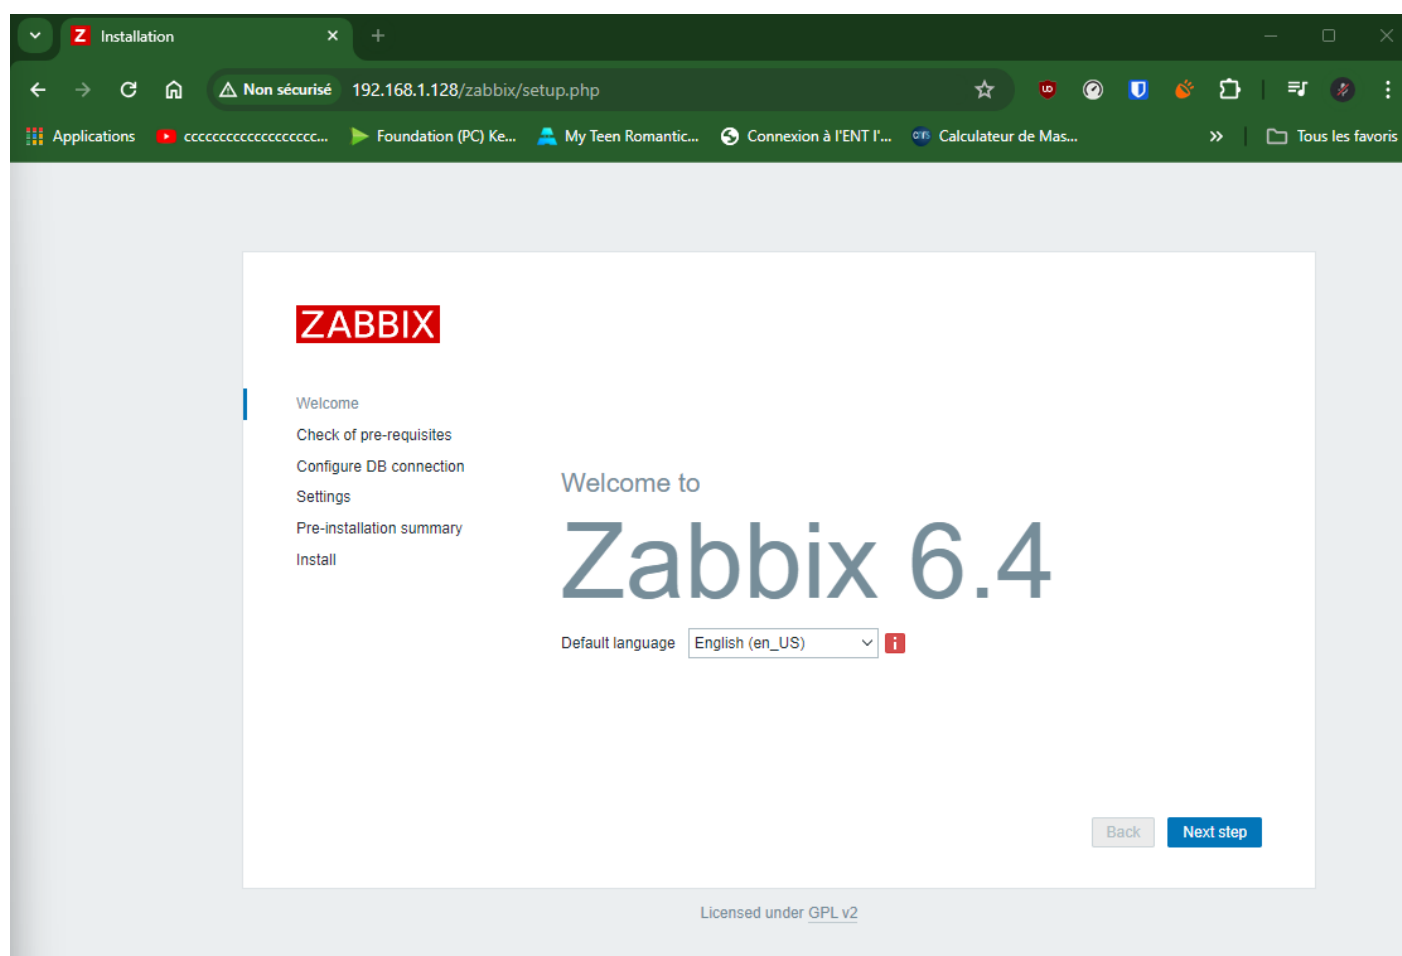 Z Installation
Non sécurisé 192.168.1.128/zabbix/setup.php
Applications cccccccccccccccccc... Foundation (PC) Ke... My Teen Romantic... Connexion à l'ENT l'... cnrs Calculateur de Mas... » Tous les favoris
ZABBIX
Welcome
Check of pre-requisites
Configure DB connection
Settings
Pre-installation summary
Install
Welcome to
Zabbix 6.4
Default language English (en_US) i
Back Next step
Licensed under GPL v2